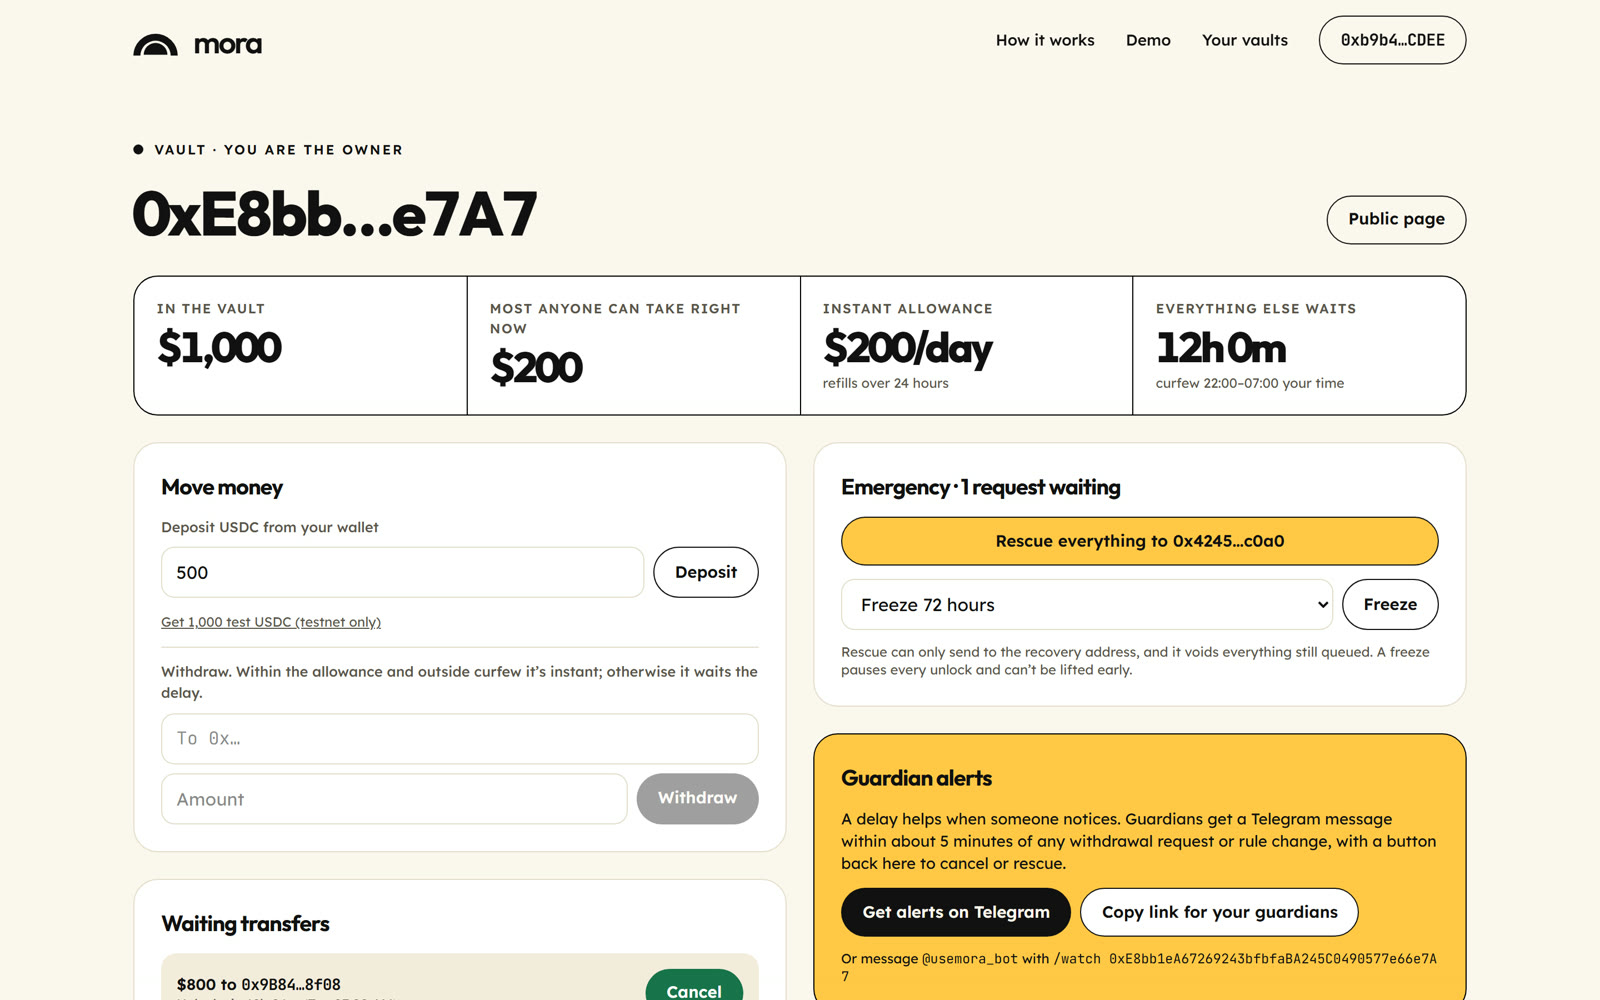 mora
How it works
Demo
Your vaults
0xb9b4…CDEE
VAULT · YOU ARE THE OWNER
0xE8bb…e7A7
Public page
IN THE VAULT
$1,000
MOST ANYONE CAN TAKE RIGHT
NOW
$200
INSTANT ALLOWANCE
$200/day
refills over 24 hours
EVERYTHING ELSE WAITS
12h 0m
curfew 22:00–07:00 your time
Move money
Deposit USDC from your wallet
500
Deposit
Get 1,000 test USDC (testnet only)
Withdraw. Within the allowance and outside curfew it’s instant; otherwise it waits the
delay.
To 0x…
Amount
Withdraw
Waiting transfers
$800 to 0x9B84…8f08
Cancel
Emergency · 1 request waiting
Rescue everything to 0x4245…c0a0
Freeze 72 hours
Freeze
Rescue can only send to the recovery address, and it voids everything still queued. A freeze
pauses every unlock and can’t be lifted early.
Guardian alerts
A delay helps when someone notices. Guardians get a Telegram message
within about 5 minutes of any withdrawal request or rule change, with a button
back here to cancel or rescue.
Get alerts on Telegram
Copy link for your guardians
Or message @usemora_bot with /watch 0xE8bb1eA67269243bfbfaBA245C0490577e66e7A
7